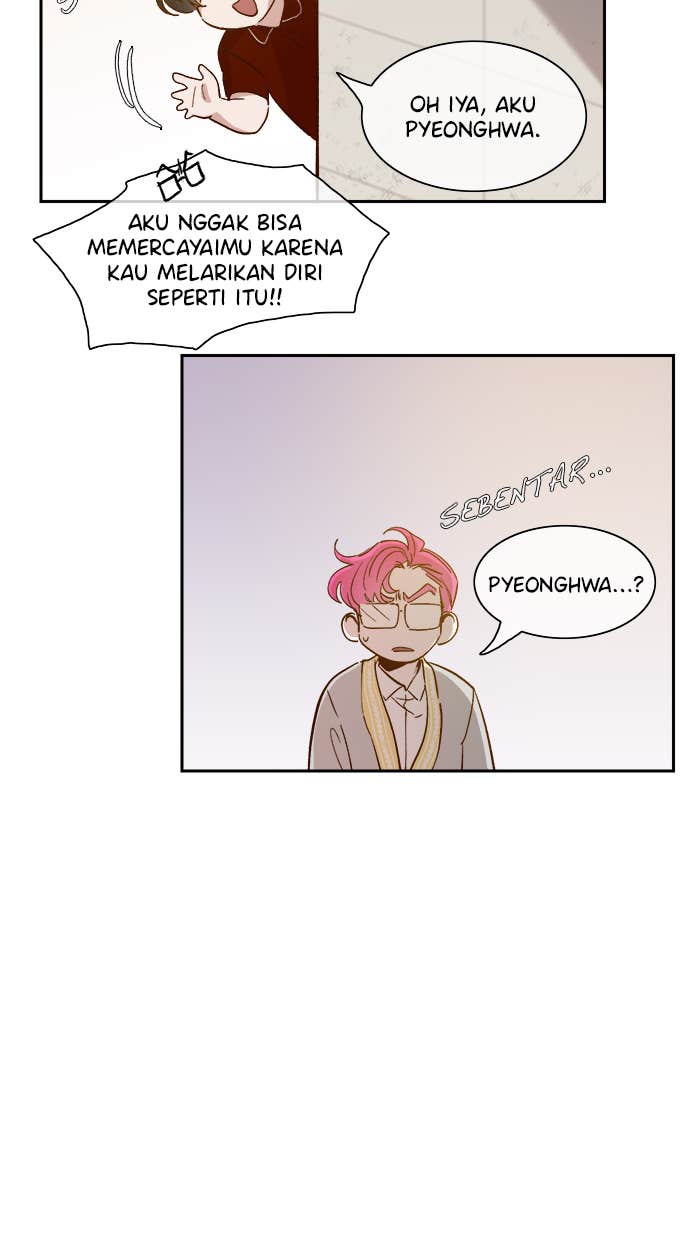 OH IYA, AKU
PYEONGHWA.
AKU NGGAK BISA
MEMERCAYAIMU KARENA
KAU MELARIKAN DIRI
SEPERTI ITU!!
SEBENTAR...
PYEONGHWA...?